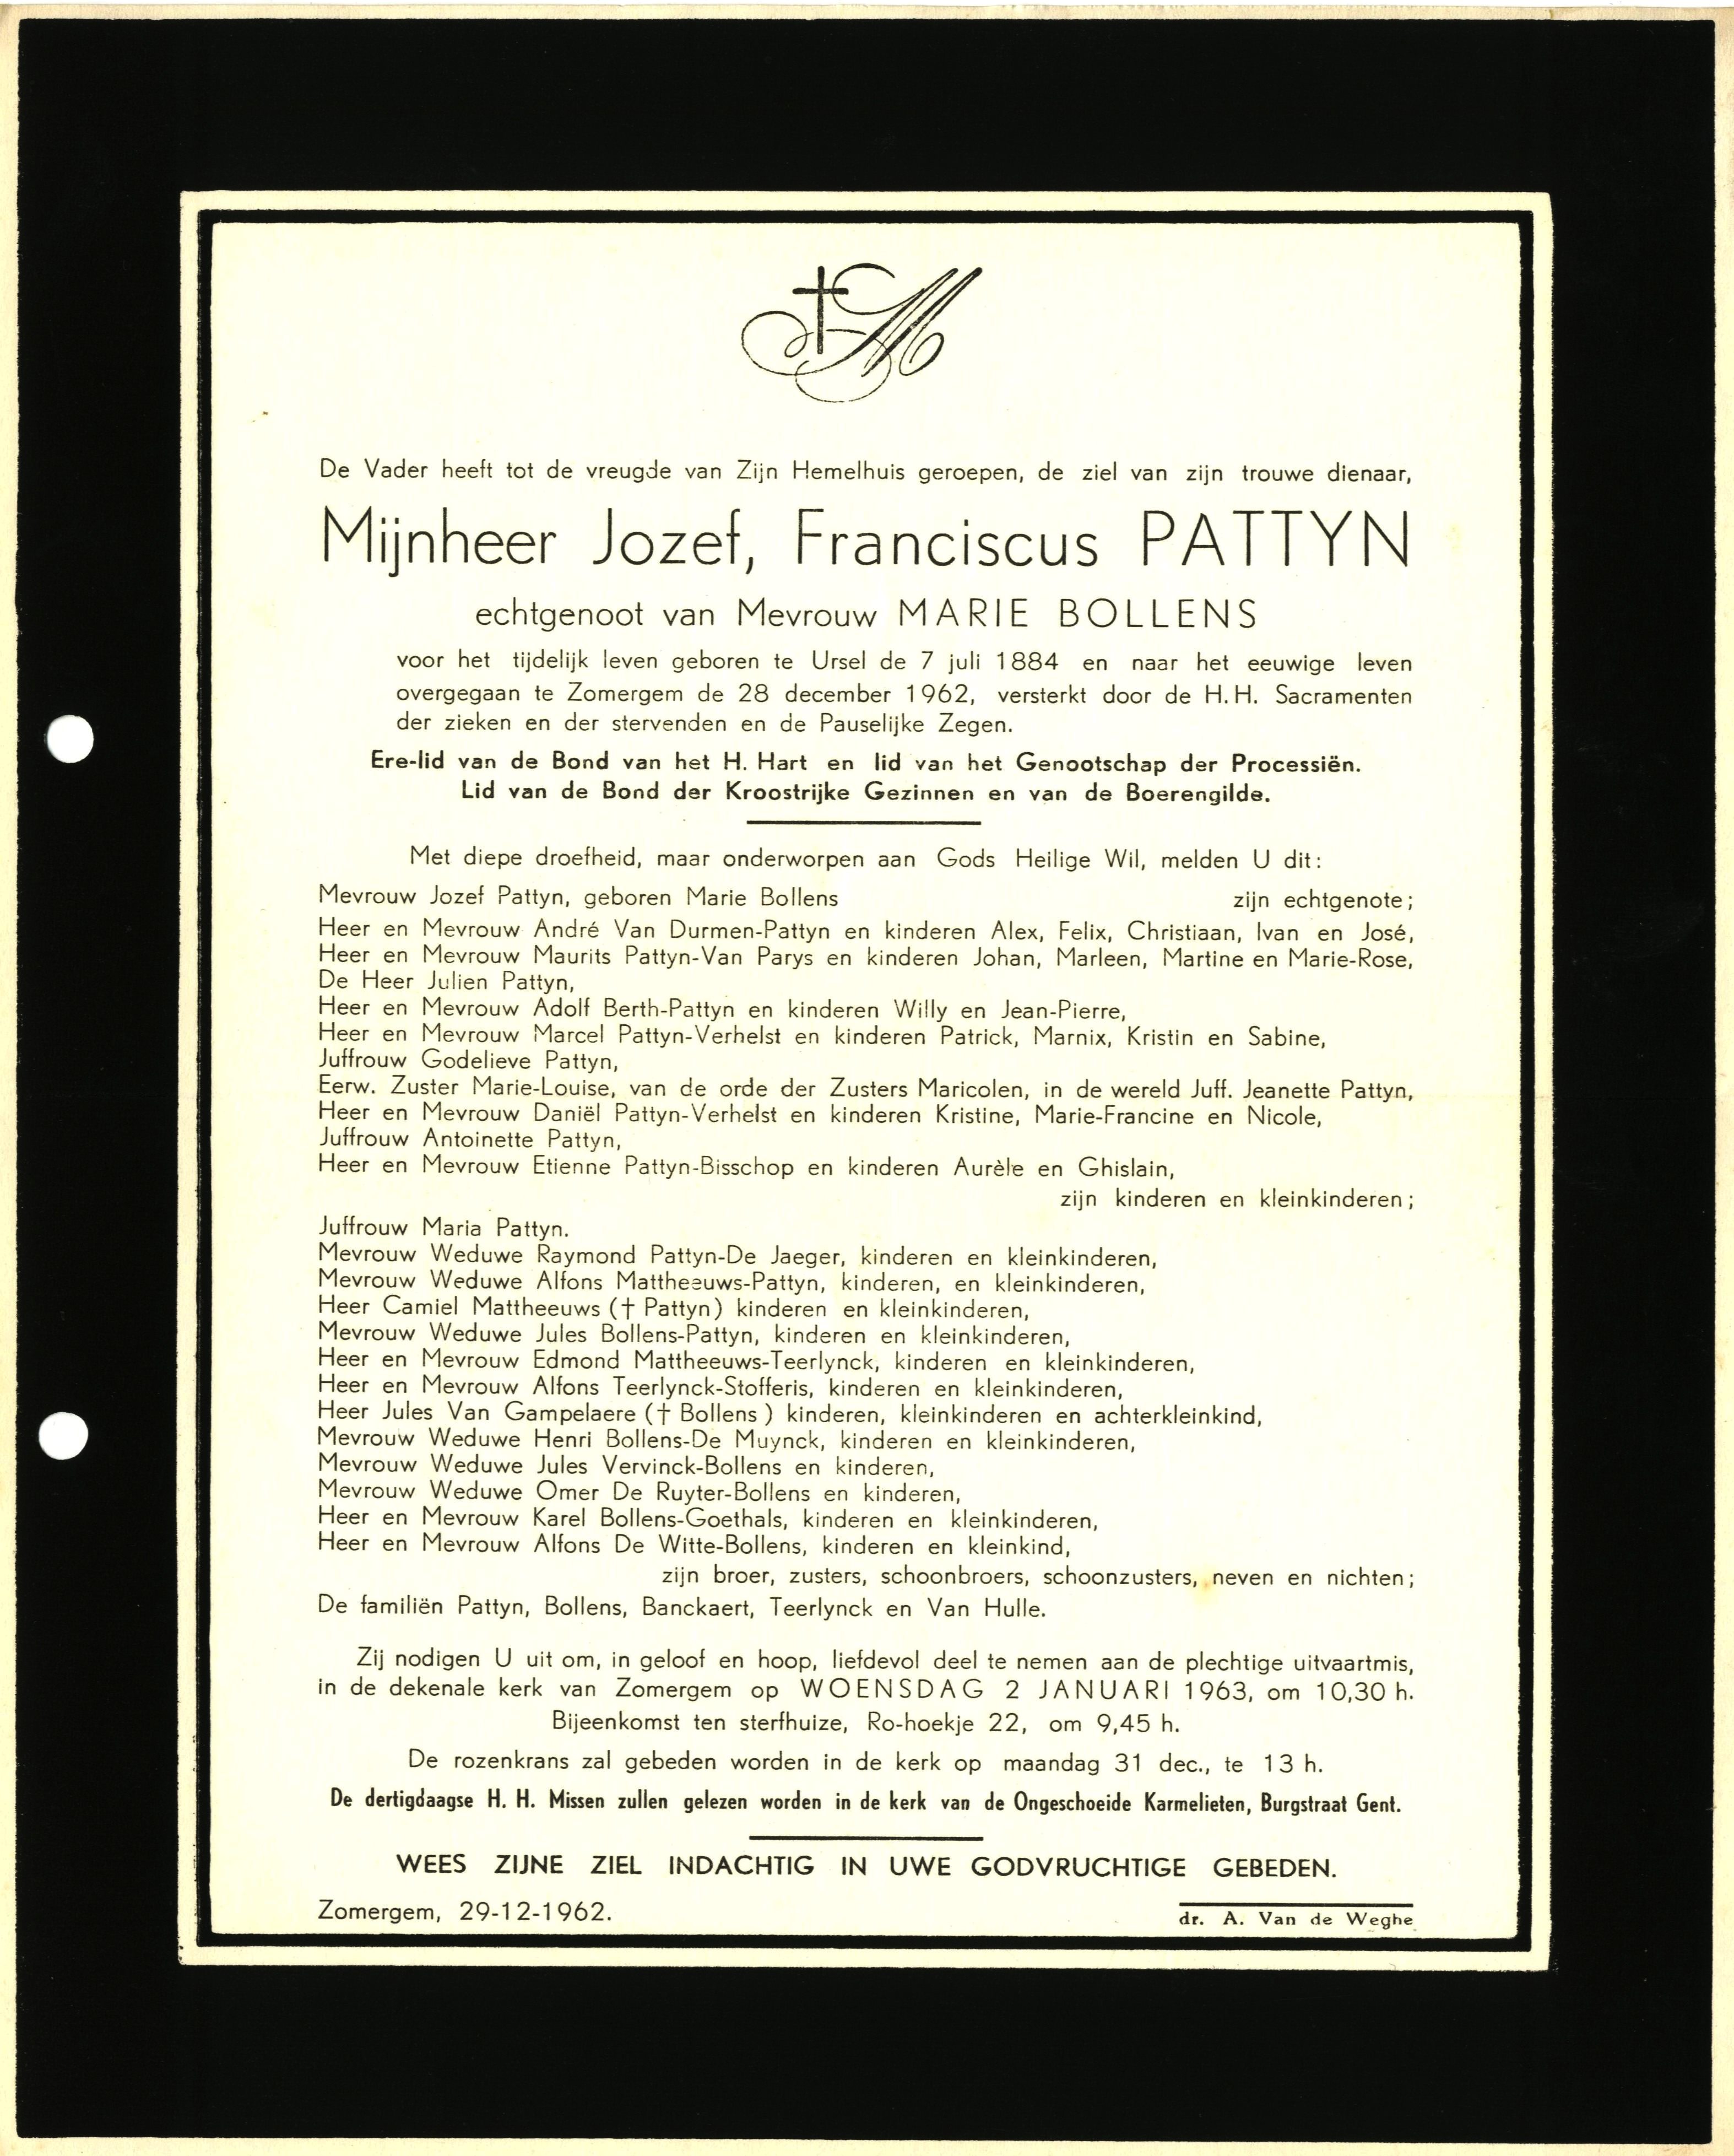 M
De Vader heeft tot de vreugde van Zijn Hemelhuis geroepen, de ziel van zijn trouwe dienaar,
Mijnheer Jozef, Franciscus PATTYN
echtgenoot van Mevrouw MARIE BOLLENS
voor het tijdelijk leven geboren te Ursel de 7 juli 1884 en naar het eeuwige leven
overgegaan te Zomergem de 28 december 1962, versterkt door de H.H. Sacramenten
der zieken en der stervenden en de Pauselijke Zegen.
Ere-lid van de Bond van het H. Hart en lid van het Genootschap der Processiën.
Lid van de Bond der Kroostrijke Gezinnen en van de Boerengilde.
Met diepe droefheid, maar onderworpen aan Gods Heilige Wil, melden U dit:
Mevrouw Jozef Pattyn, geboren Marie Bollens zijn echtgenote;
Heer en Mevrouw André Van Durmen-Pattyn en kinderen Alex, Felix, Christiaan, Ivan en José,
Heer en Mevrouw Maurits Pattyn-Van Parys en kinderen Johan, Marleen, Martine en Marie-Rose,
De Heer Julien Pattyn,
Heer en Mevrouw Adolf Berth-Pattyn en kinderen Willy en Jean-Pierre,
Heer en Mevrouw Marcel Pattyn-Verhelst en kinderen Patrick, Marnix, Kristin en Sabine,
Juffrouw Godelieve Pattyn,
Eerw. Zuster Marie-Louise, van de orde der Zusters Maricolen, in de wereld Juff. Jeanette Pattyn,
Heer en Mevrouw Daniël Pattyn-Verhelst en kinderen Kristine, Marie-Francine en Nicole,
Juffrouw Antoinette Pattyn,
Heer en Mevrouw Etienne Pattyn-Bisschop en kinderen Aurèle en Ghislain,
zijn kinderen en kleinkinderen;
Juffrouw Maria Pattyn.
Mevrouw Weduwe Raymond Pattyn-De Jaeger, kinderen en kleinkinderen,
Mevrouw Weduwe Alfons Mattheeuws-Pattyn, kinderen, en kleinkinderen,
Heer Camiel Mattheeuws († Pattyn) kinderen en kleinkinderen,
Mevrouw Weduwe Jules Bollens-Pattyn, kinderen en kleinkinderen,
Heer en Mevrouw Edmond Mattheeuws-Teerlynck, kinderen en kleinkinderen,
Heer en Mevrouw Alfons Teerlynck-Stofferis, kinderen en kleinkinderen,
Heer Jules Van Gampelaere († Bollens) kinderen, kleinkinderen en achterkleinkind,
Mevrouw Weduwe Henri Bollens-De Muynck, kinderen en kleinkinderen,
Mevrouw Weduwe Jules Vervinck-Bollens en kinderen,
Mevrouw Weduwe Omer De Ruyter-Bollens en kinderen,
Heer en Mevrouw Karel Bollens-Goethals, kinderen en kleinkinderen,
Heer en Mevrouw Alfons De Witte-Bollens, kinderen en kleinkind,
zijn broer, zusters, schoonbroers, schoonzusters, neven en nichten;
De familiën Pattyn, Bollens, Banckaert, Teerlynck en Van Hulle.
Zij nodigen U uit om, in geloof en hoop, liefdevol deel te nemen aan de plechtige uitvaartmis,
in de dekenale kerk van Zomergem op WOENSDAG 2 JANUARI 1963, om 10,30 h.
Bijeenkomst ten sterfhuize, Ro-hoekje 22, om 9,45 h.
De rozenkrans zal gebeden worden in de kerk op maandag 31 dec., te 13 h.
De dertigdaagse H. H. Missen zullen gelezen worden in de kerk van de Ongeschoeide Karmelieten, Burgstraat Gent.
WEES ZIJNE ZIEL INDACHTIG IN UWE GODVRUCHTIGE GEBEDEN.
Zomergem, 29-12-1962.
dr. A. Van de Weghe